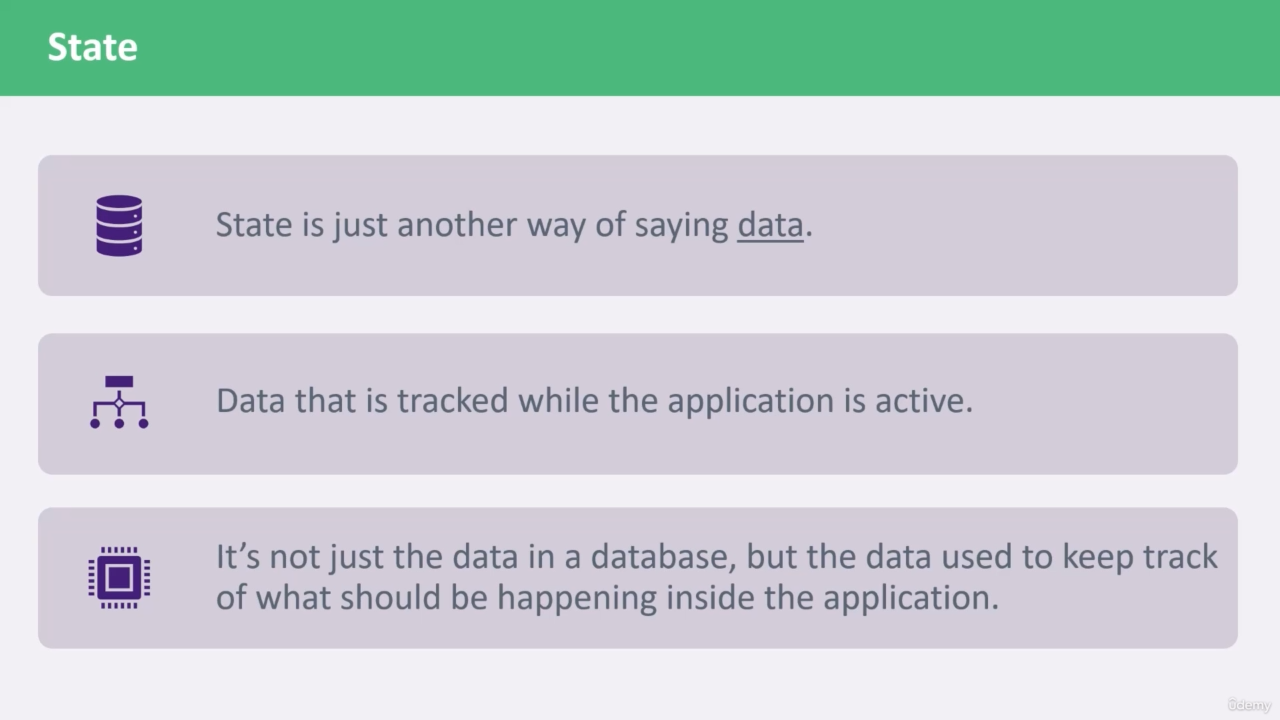 State
State is just another way of saying data.
Data that is tracked while the application is active.
It’s not just the data in a database, but the data used to keep track
of what should be happening inside the application.
ûdemy